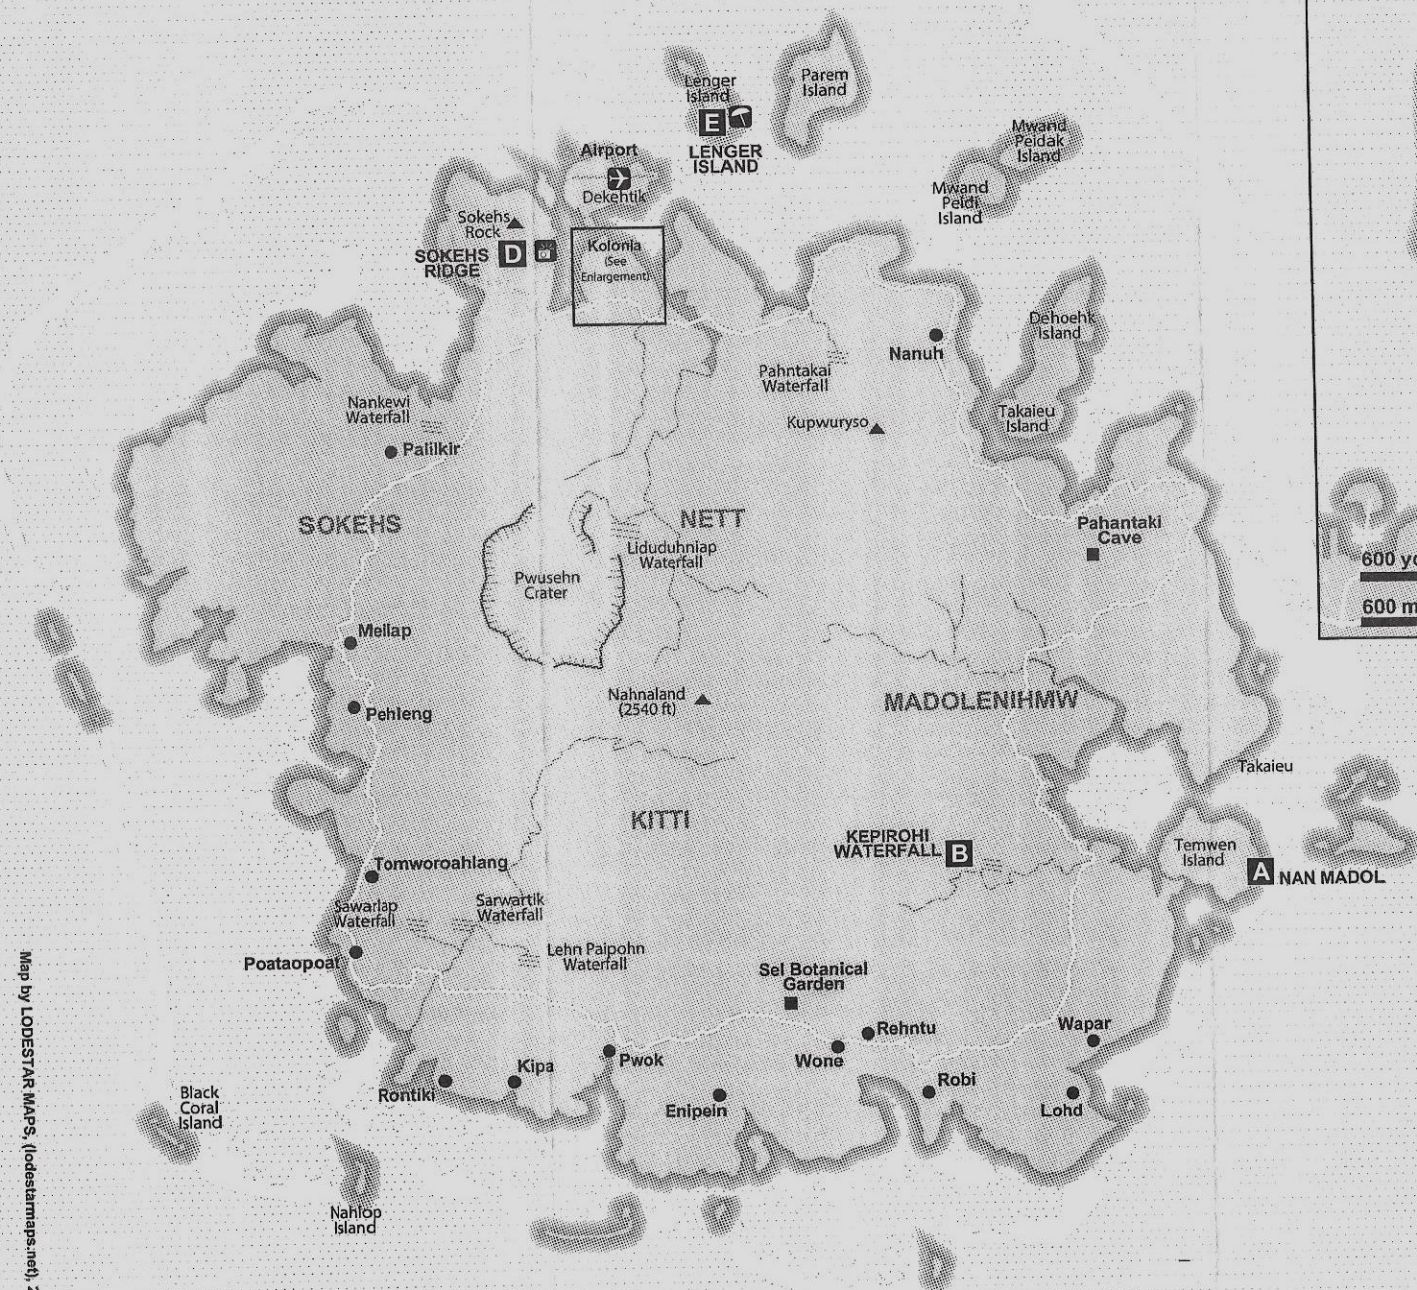 Lenger
Island
E
LENGER
ISLAND
Parem
Island
Mwand
Peidak
Island
Mwand
Peidi
Island
Airport
Dekehtik
Sokehs
Rock
SOKEHS
RIDGE
D
Kolonia
(See
Enlargement)
Dehoehk
Island
Nanuh
Pahntakai
Waterfall
Takaieu
Island
Kupwuryso
Nankewi
Waterfall
Palilkir
SOKEHS
NETT
Pahantaki
Cave
Liduduhniap
Waterfall
Pwusehn
Crater
600 m
Mellap
Pehleng
Nahnaland
(2540 ft)
MADOLENIHMW
Takaieu
KITTI
KEPIROHI
WATERFALL
B
Temwen
Island
A
NAN MADOL
Tomworoahlang
Sawarlap
Waterfall
Sarwartik
Waterfall
Poataopoat
Lehn Paipohn
Waterfall
Sei Botanical
Garden
Rehntu
Wone
Wapar
Pwok
Kipa
Rontiki
Enipein
Robi
Lohd
Black
Coral
Island
Nahlop
Island
Map by LODESTAR MAPS, (lodestarmaps.net),